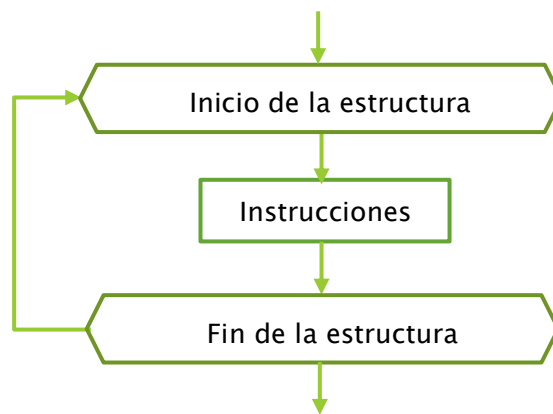 Inicio de la estructura
Instrucciones
Fin de la estructura